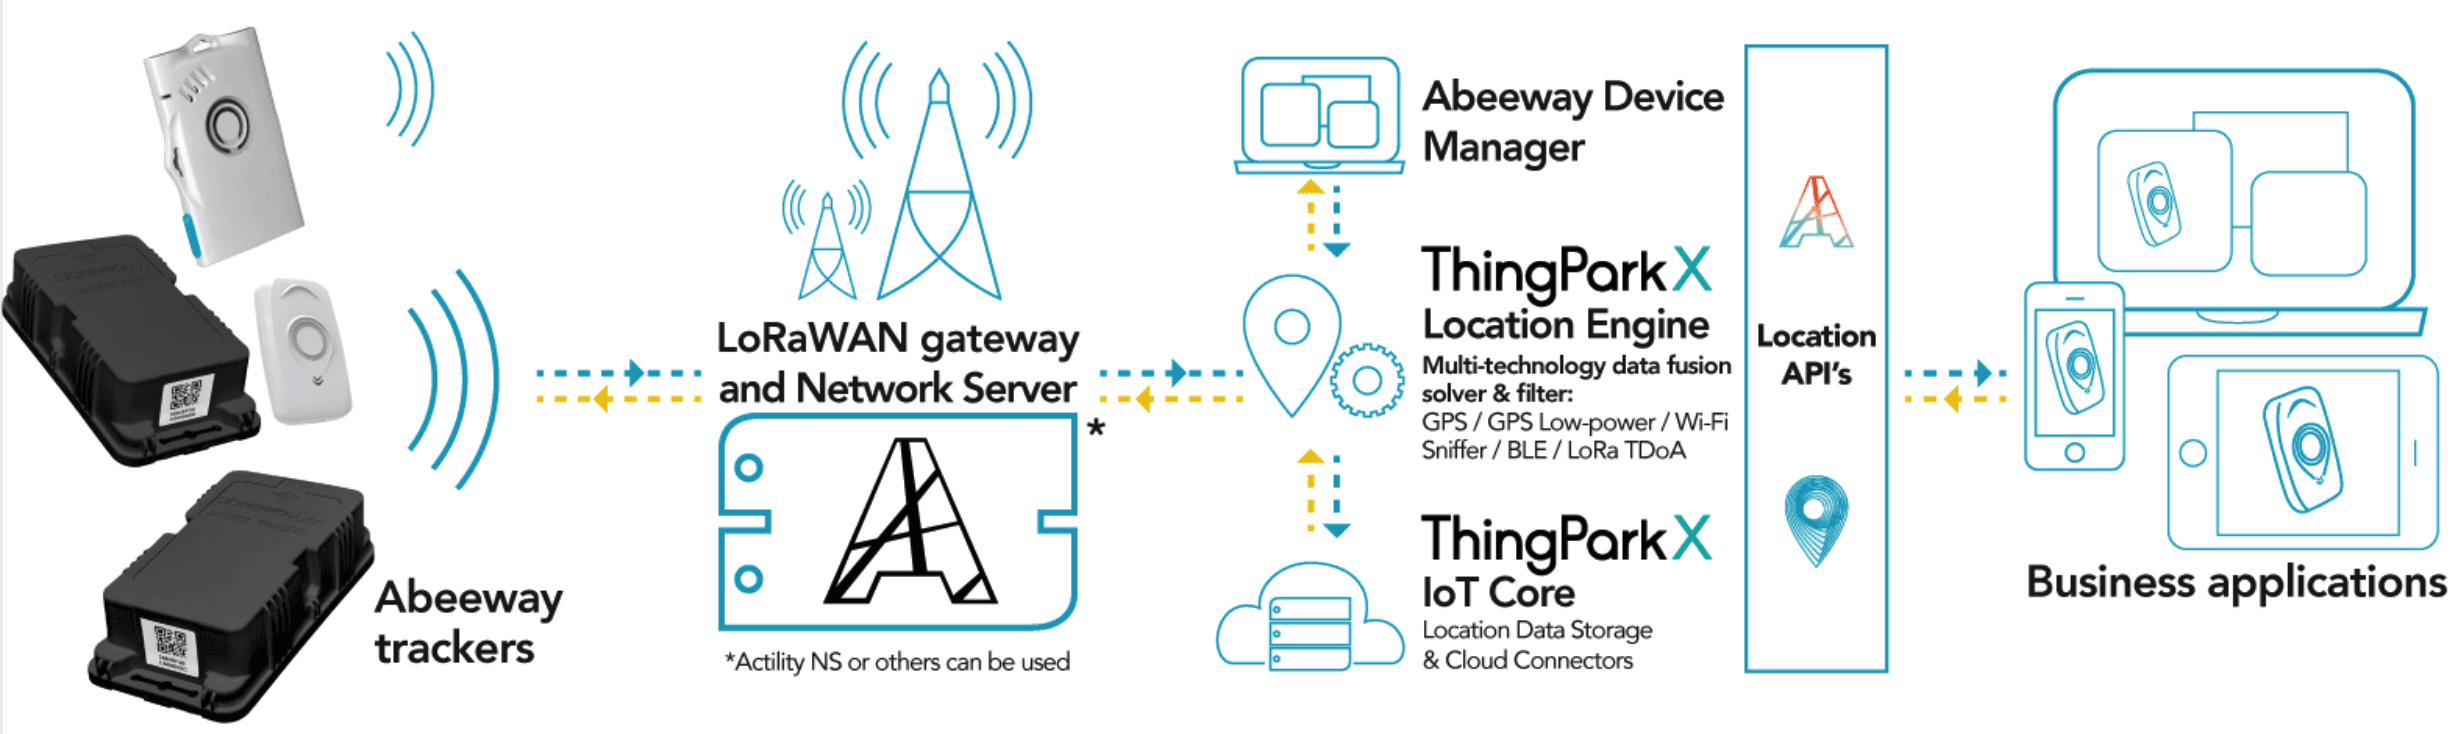 Abeeway
trackers
LoRaWAN gateway
and Network Server
*
*Actility NS or others can be used
Abeeway Device
Manager
ThingPark X
Location Engine
Multi-technology data fusion
solver & filter:
GPS / GPS Low-power / Wi-Fi
Sniffer / BLE / LoRa TDoA
ThingPark X
IoT Core
Location Data Storage
& Cloud Connectors
Location
API's
Business applications